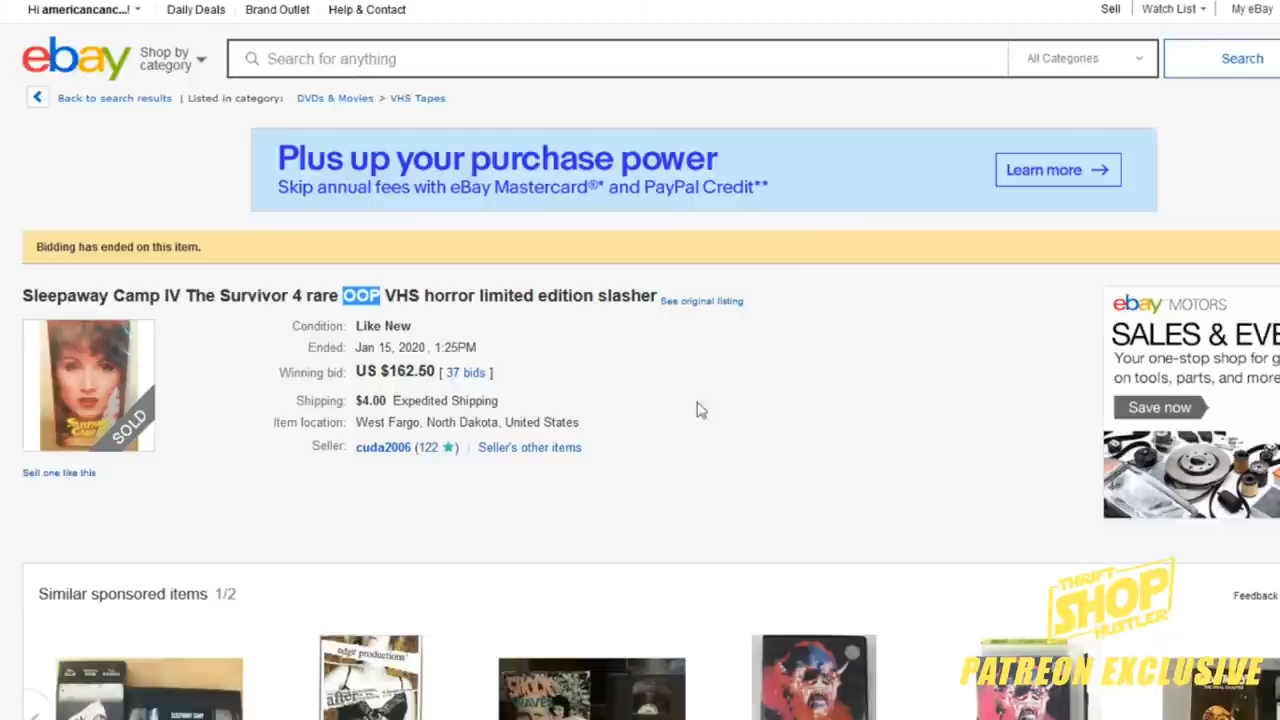 Hi americancanc...!
Daily Deals
Brand Outlet
Help & Contact
Sell
Watch List
My eBay
ebay
Shop by
category
Search for anything
All Categories
Search
Back to search results | Listed in category: DVDs & Movies > VHS Tapes
Plus up your purchase power
Skip annual fees with eBay Mastercard®* and PayPal Credit**
Learn more
Bidding has ended on this item.
Sleepaway Camp IV The Survivor 4 rare OOP VHS horror limited edition slasher See original listing
SOLD
Sell one like this
Condition: Like New
Ended: Jan 15, 2020 , 1:25PM
Winning bid: US $162.50 [ 37 bids ]
Shipping: $4.00 Expedited Shipping
Item location: West Fargo, North Dakota, United States
Seller: cuda2006 (122 ) | Seller's other items
ebay MOTORS
SALES & EVE
Your one-stop shop for g
on tools, parts, and more
Save now
Similar sponsored items 1/2
Feedback
edge productions'
after
SHOCK
WAVES
THRIFT
SHOP
HUSTLER
PATREON EXCLUSIVE